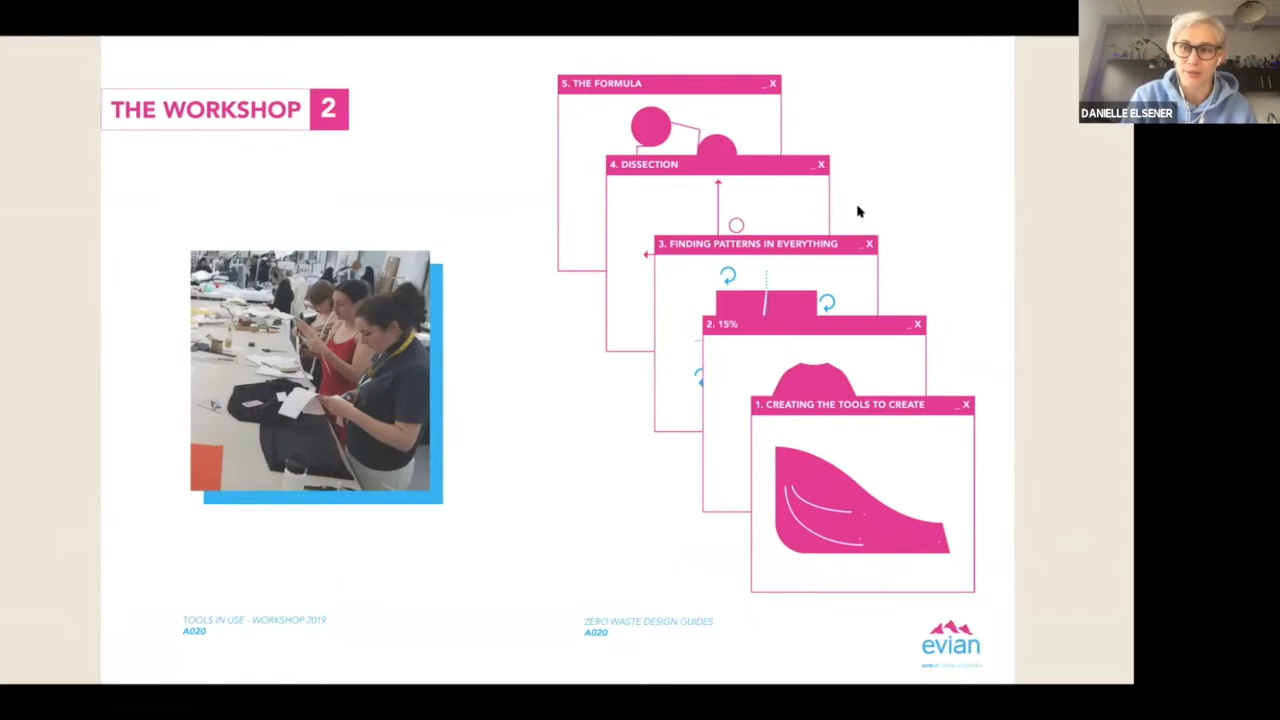 THE WORKSHOP 2
5. THE FORMULA _ X
4. DISSECTION _ X
3. FINDING PATTERNS IN EVERYTHING _ X
2. 15% _ X
1. CREATING THE TOOLS TO CREATE _ X
DANIELLE ELSENER
TOOLS IN USE - WORKSHOP 2019
A020
ZERO WASTE DESIGN GUIDES
A020
evian